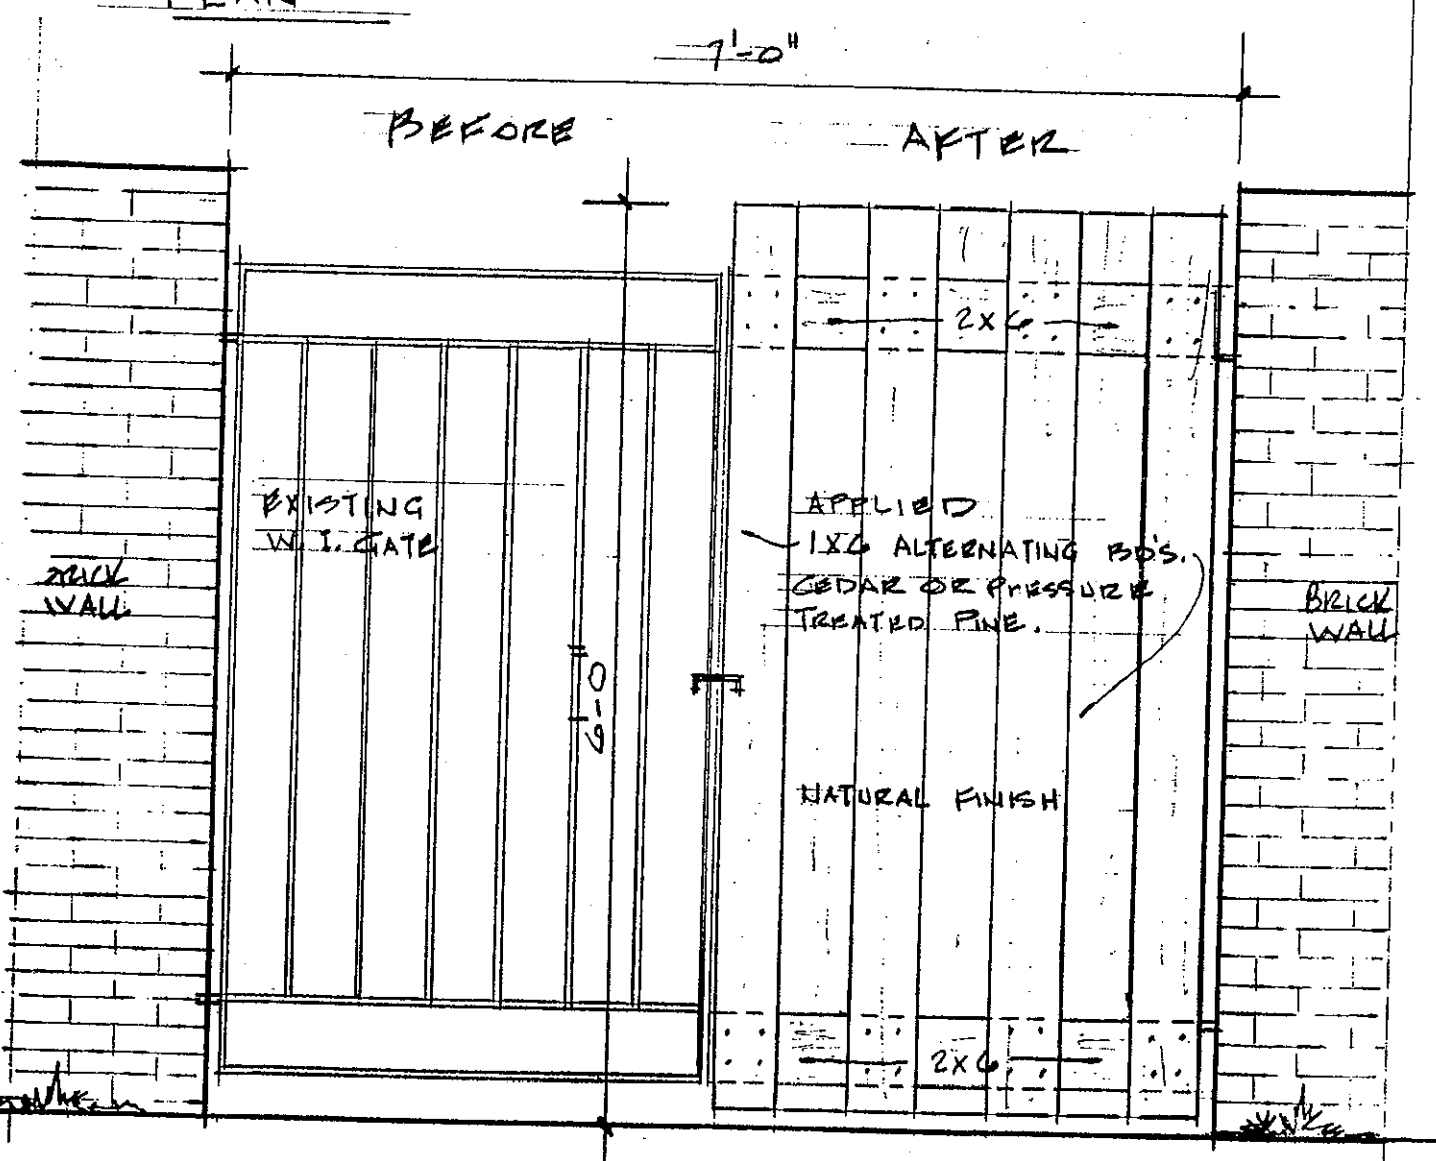 PLAN
7'-0"
BEFORE
AFTER
2X6
EXISTING
W. I. GATE
APPLIED
1X6 ALTERNATING BD'S.
CEDAR OR PRESSURE
TREATED PINE.
BRICK
WALL
BRICK
WALL
6-0
NATURAL FINISH
2X6